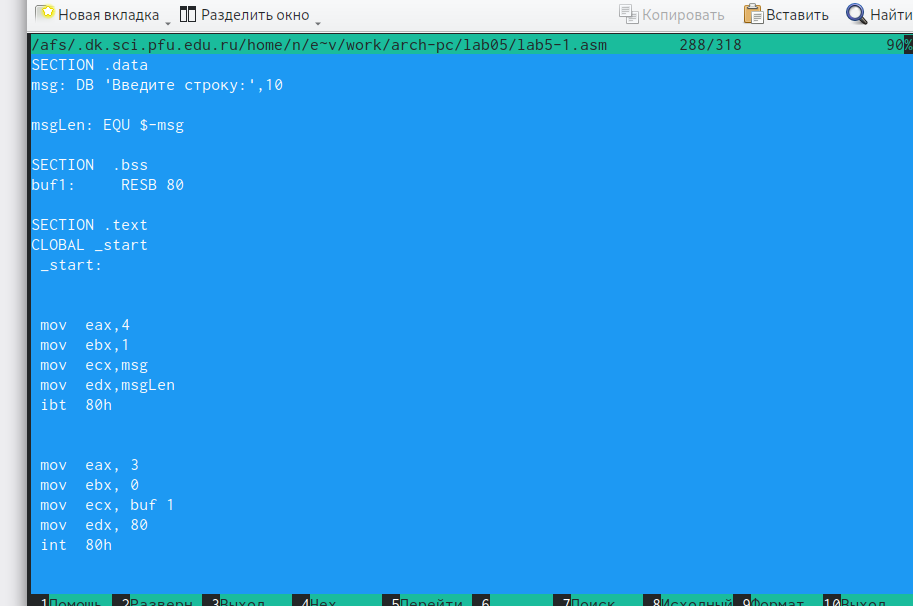 Новая вкладка Разделить окно Копировать Вставить Найти
/afs/.dk.sci.pfu.edu.ru/home/n/e~v/work/arch-pc/lab05/lab5-1.asm 288/318 90%
SECTION .data
msg: DB 'Введите строку:',10
msgLen: EQU $-msg
SECTION .bss
buf1: RESB 80
SECTION .text
CLOBAL _start
_start:
mov eax,4
mov ebx,1
mov ecx,msg
mov edx,msgLen
ibt 80h
mov eax, 3
mov ebx, 0
mov ecx, buf 1
mov edx, 80
int 80h
1Помощь 2Разверн 3Выход 4Hex 5Перейти 6 7Поиск 8Исходный 9Формат 10Выход